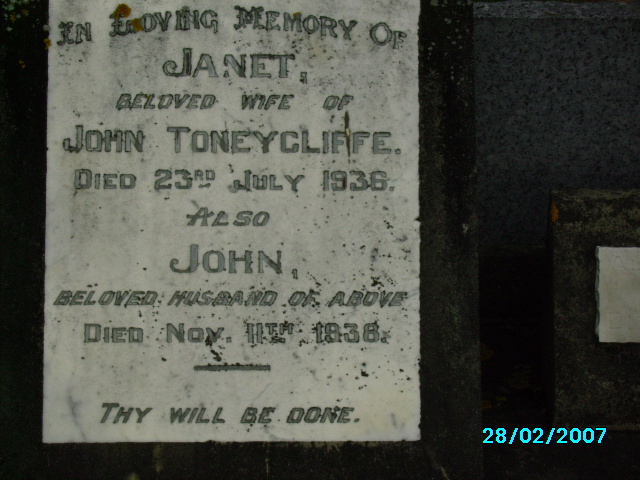 IN LOVING MEMORY OF
JANET,
BELOVED WIFE OF
JOHN TONEYCLIFFE.
DIED 23RD JULY 1936.
ALSO
JOHN,
BELOVED HUSBAND OF ABOVE
DIED NOV. 11TH 1938.
THY WILL BE DONE.
28/02/2007